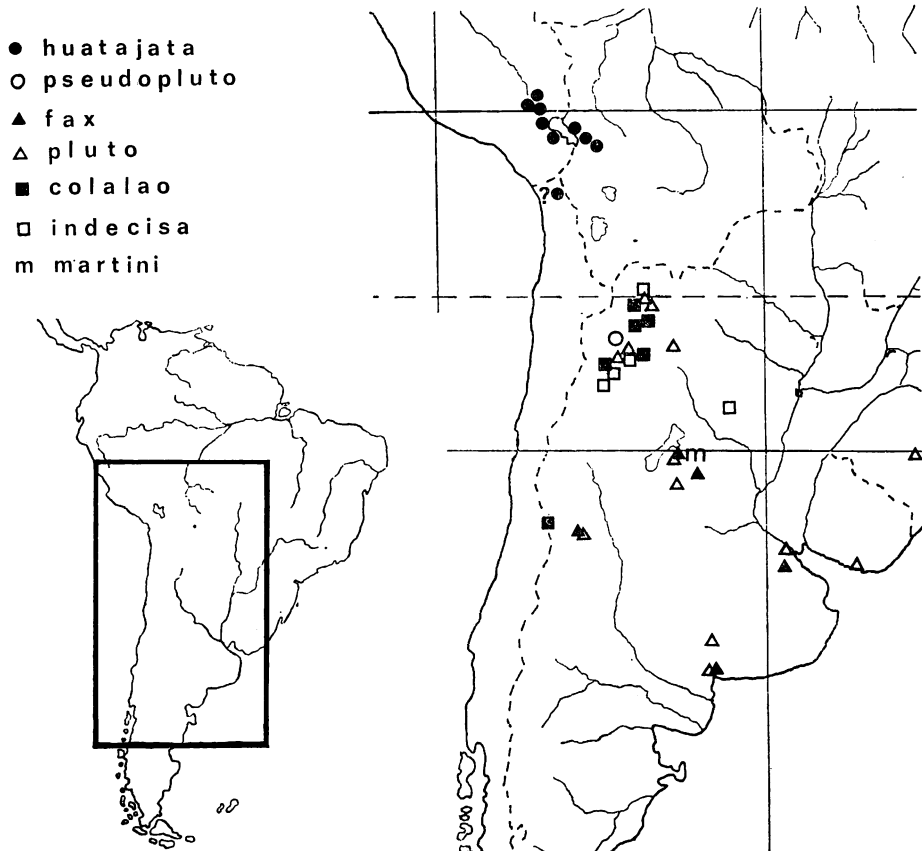 huatajata
pseudopluto
fax
pluto
colalao
indecisa
m martini
?
m